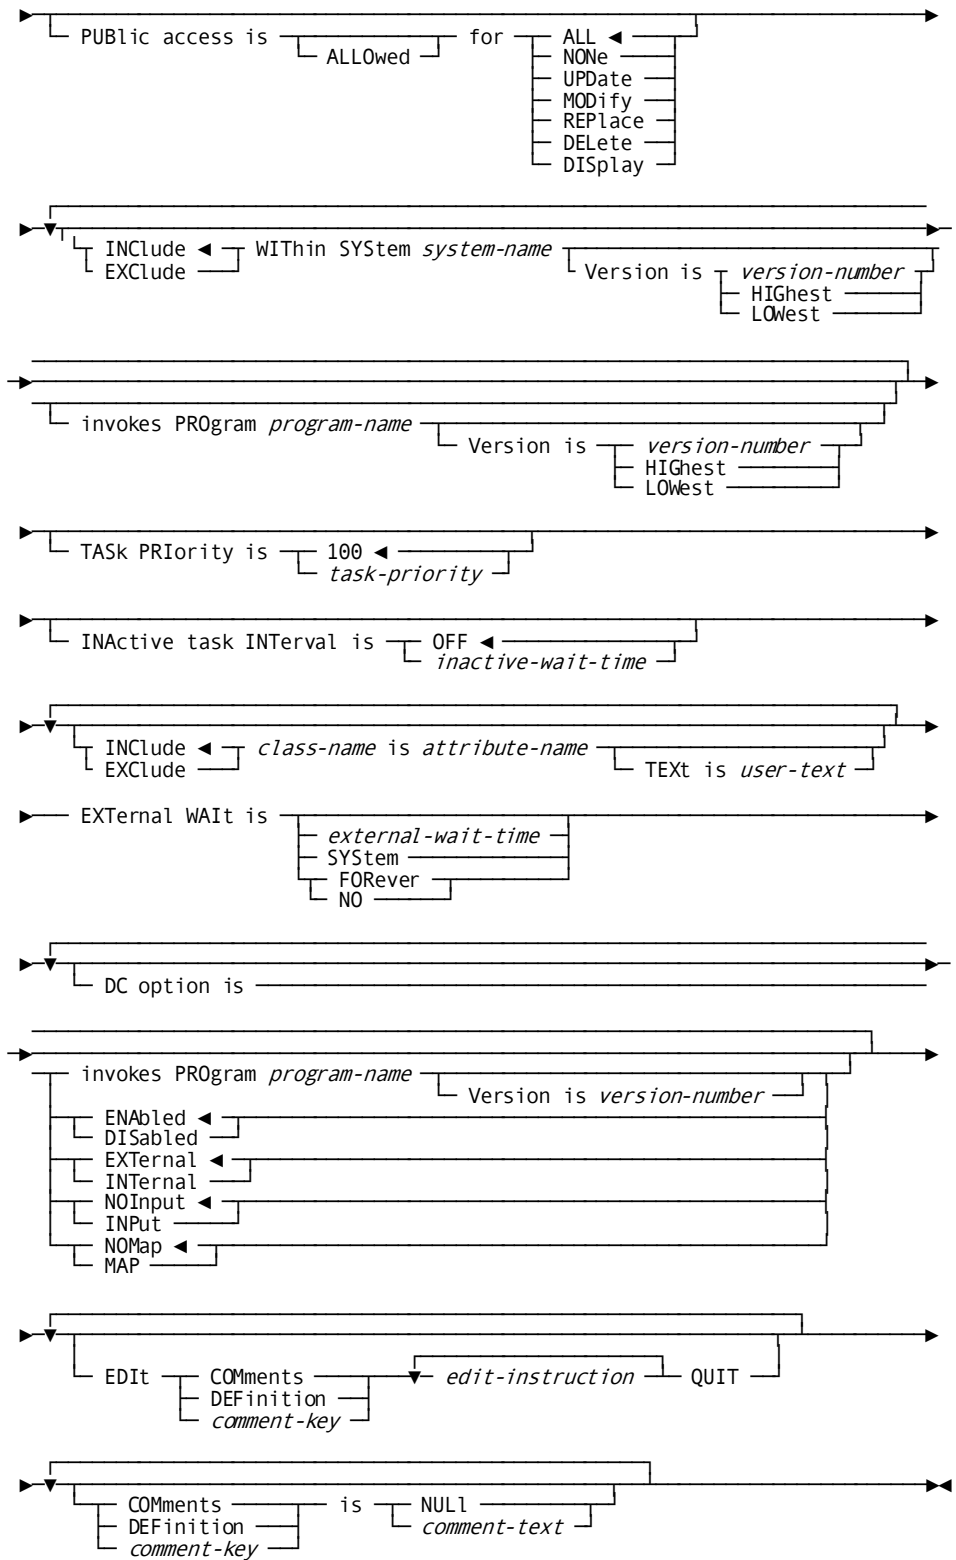 PUBlic access is ALLOwed for ALL
NONe
UPDate
MODify
REPlace
DELete
DISplay
INClude WIThin SYStem system-name Version is version-number
EXClude HIGhest
LOWest
invokes PROgram program-name Version is version-number
HIGhest
LOWest
TASk PRIority is 100
task-priority
INActive task INTerval is OFF
inactive-wait-time
INClude class-name is attribute-name TEXt is user-text
EXClude
EXTernal WAIt is
external-wait-time
SYStem
FORever
NO
DC option is
invokes PROgram program-name Version is version-number
ENAbled
DISabled
EXTernal
INTernal
NOInput
INPut
NOMap
MAP
EDIt COMments edit-instruction QUIT
DEFinition
comment-key
COMments is NULl
DEFinition comment-text
comment-key